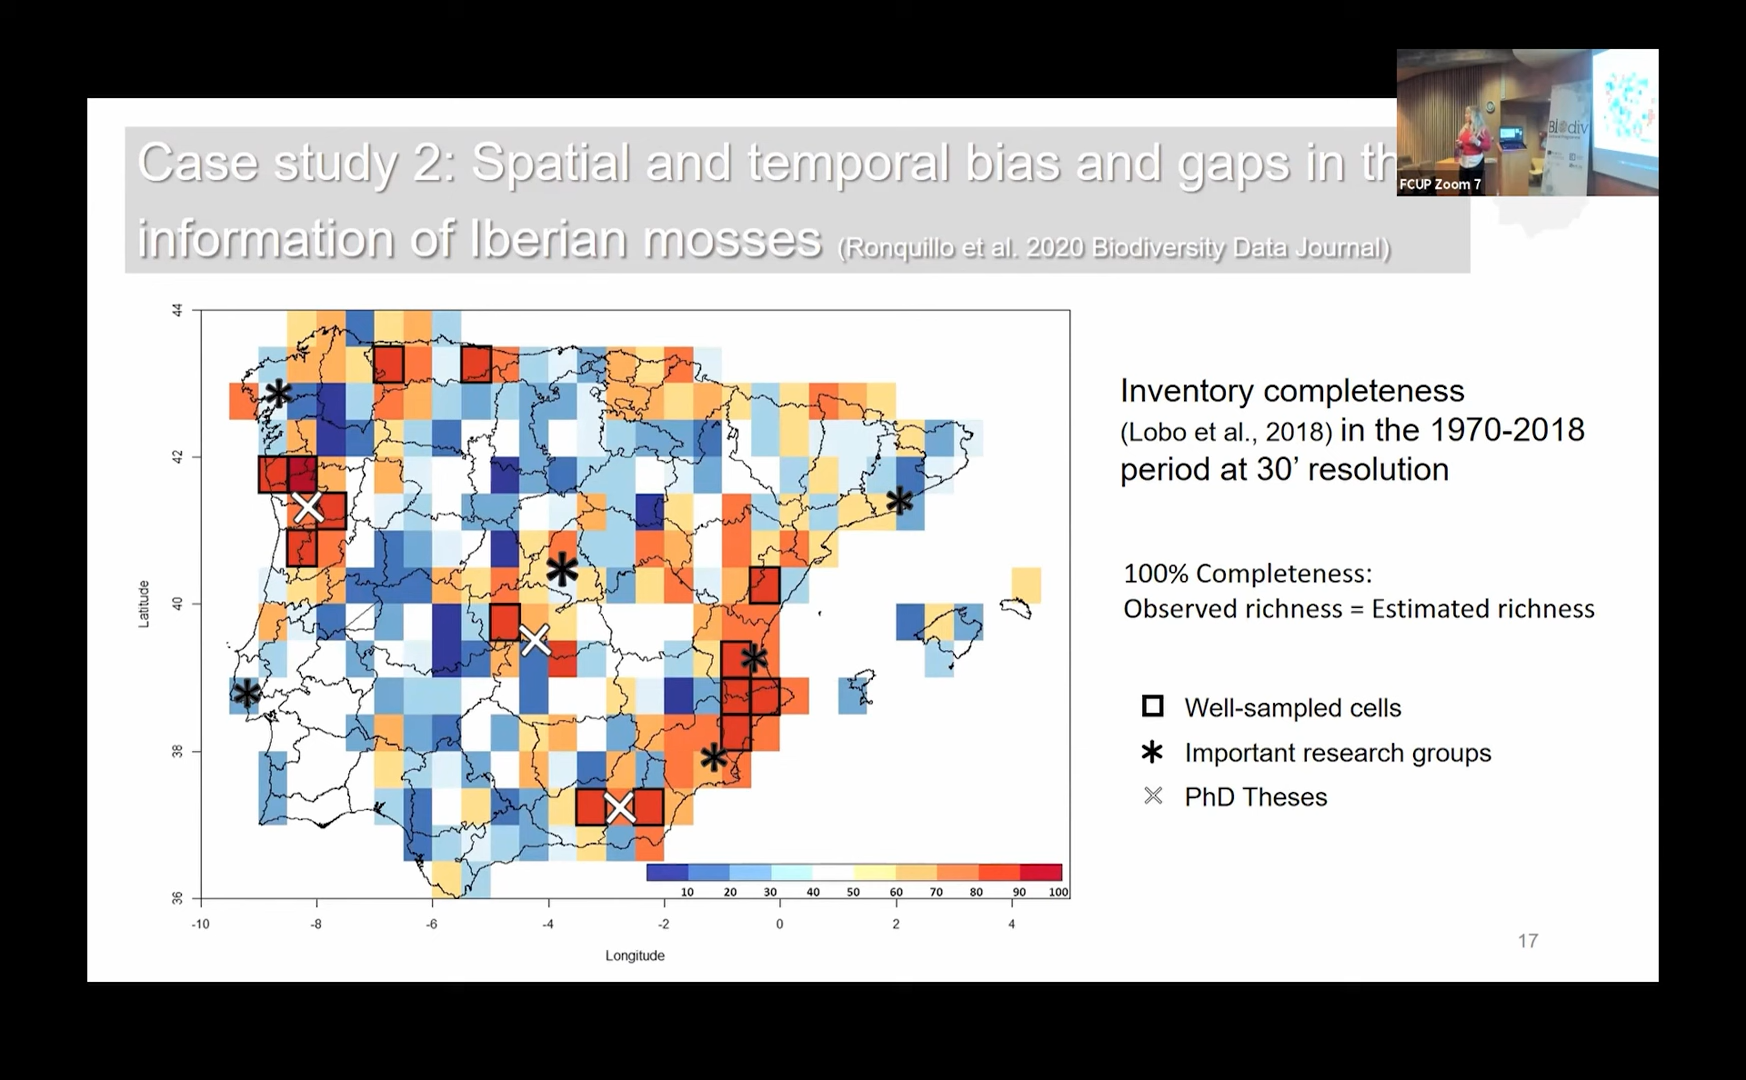 Case study 2: Spatial and temporal bias and gaps in th
information of Iberian mosses (Ronquillo et al. 2020 Biodiversity Data Journal)
FCUP Zoom 7
Biodiv
Inventory completeness
(Lobo et al., 2018) in the 1970-2018
period at 30’ resolution
100% Completeness:
Observed richness = Estimated richness
Well-sampled cells
Important research groups
PhD Theses
44
42
40
38
36
Latitude
10 20 30 40 50 60 70 80 90 100
-10 -8 -6 -4 -2 0 2 4
Longitude
17